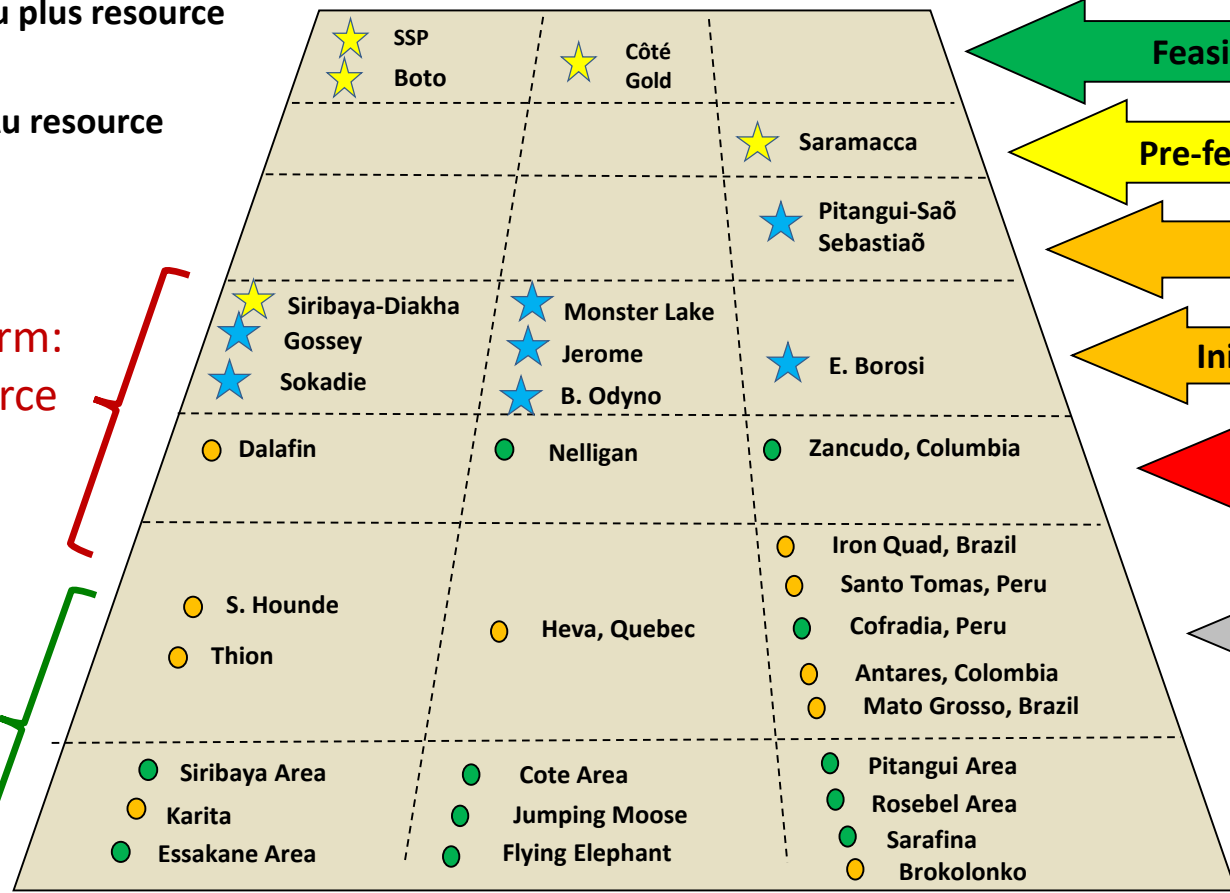 u plus resource
u resource
rm:
rce
SSP
Boto
Côté
Gold
Saramacca
Pitangui-Saõ
Sebastiaõ
Siribaya-Diakha
Gossey
Sokadie
Monster Lake
Jerome
B. Odyno
E. Borosi
Dalafin
Nelligan
Zancudo, Columbia
S. Hounde
Thion
Heva, Quebec
Iron Quad, Brazil
Santo Tomas, Peru
Cofradia, Peru
Antares, Colombia
Mato Grosso, Brazil
Siribaya Area
Karita
Essakane Area
Cote Area
Jumping Moose
Flying Elephant
Pitangui Area
Rosebel Area
Sarafina
Brokolonko
Feasi
Pre-fe
Ini